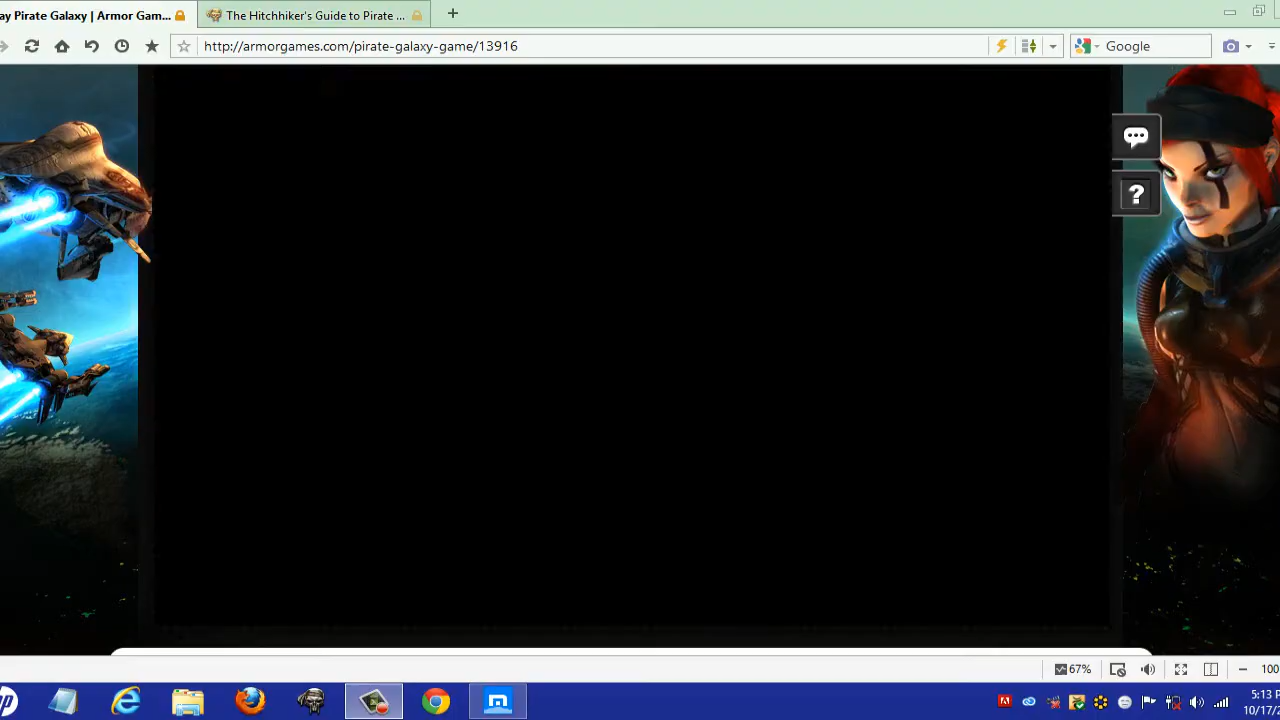 ay Pirate Galaxy | Armor Gam...
The Hitchhiker's Guide to Pirate ...
http://armorgames.com/pirate-galaxy-game/13916
Google
?
67%
100
5:13 P
10/17/2